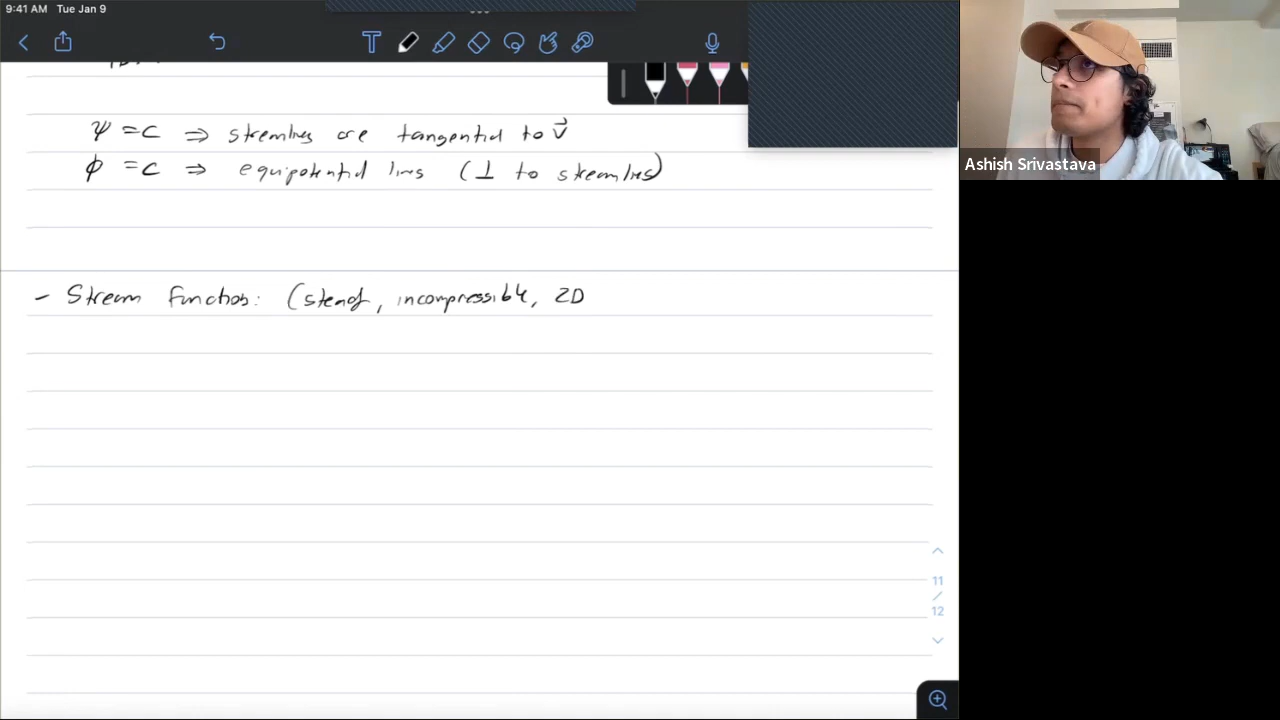 9:41 AM Tue Jan 9
ψ = c ⇒ streamlines are tangential to v⃗
ϕ = c ⇒ equipotential lines (⊥ to streamlines)
- Stream Function: (steady, incompressible, 2D
Ashish Srivastava
11
/
12